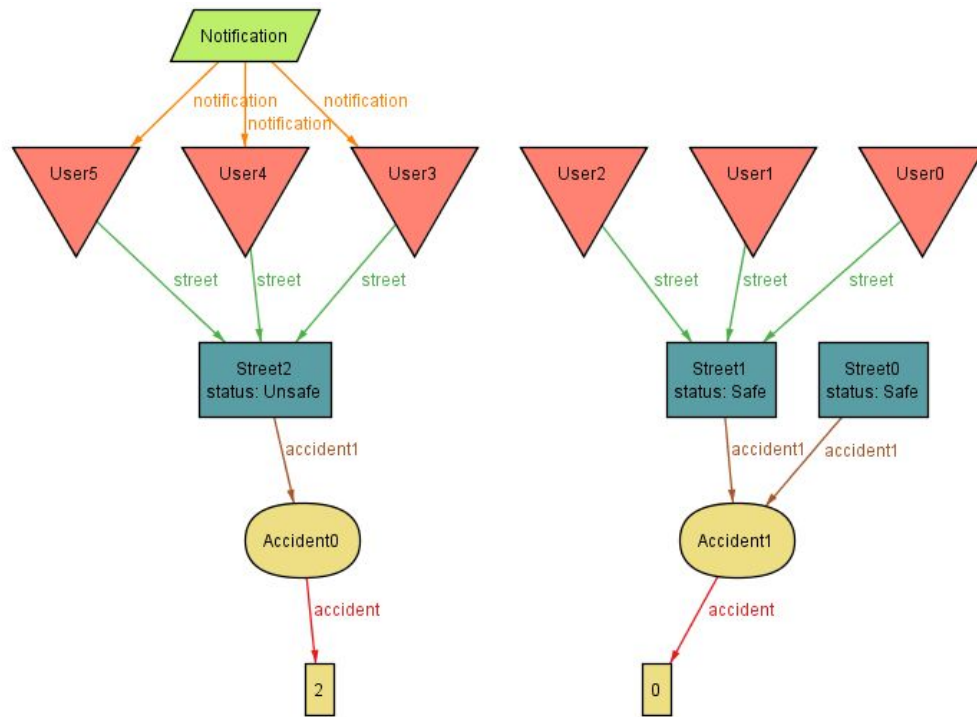 Notification
notification
notification
notification
User5
User4
User3
User2
User1
User0
street
street
street
street
street
street
Street2
status: Unsafe
Street1
status: Safe
Street0
status: Safe
accident1
accident1
accident1
Accident0
Accident1
accident
accident
2
0